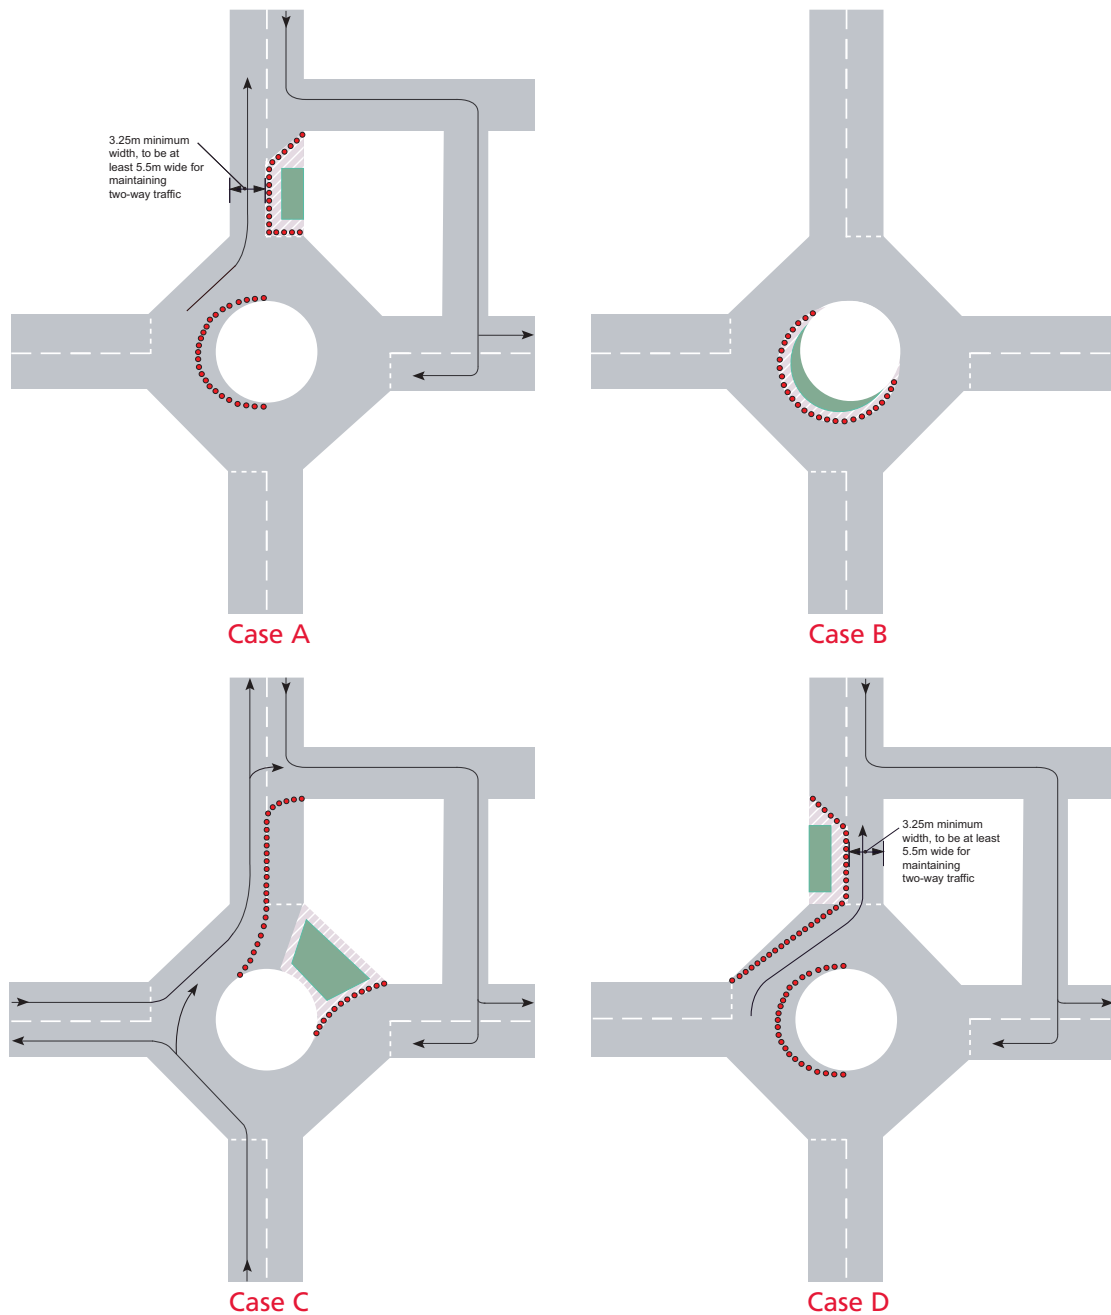 3.25m minimum
width, to be at
least 5.5m wide for
maintaining
two-way traffic
Case A
Case B
3.25m minimum
width, to be at least
5.5m wide for
maintaining
two-way traffic
Case C
Case D